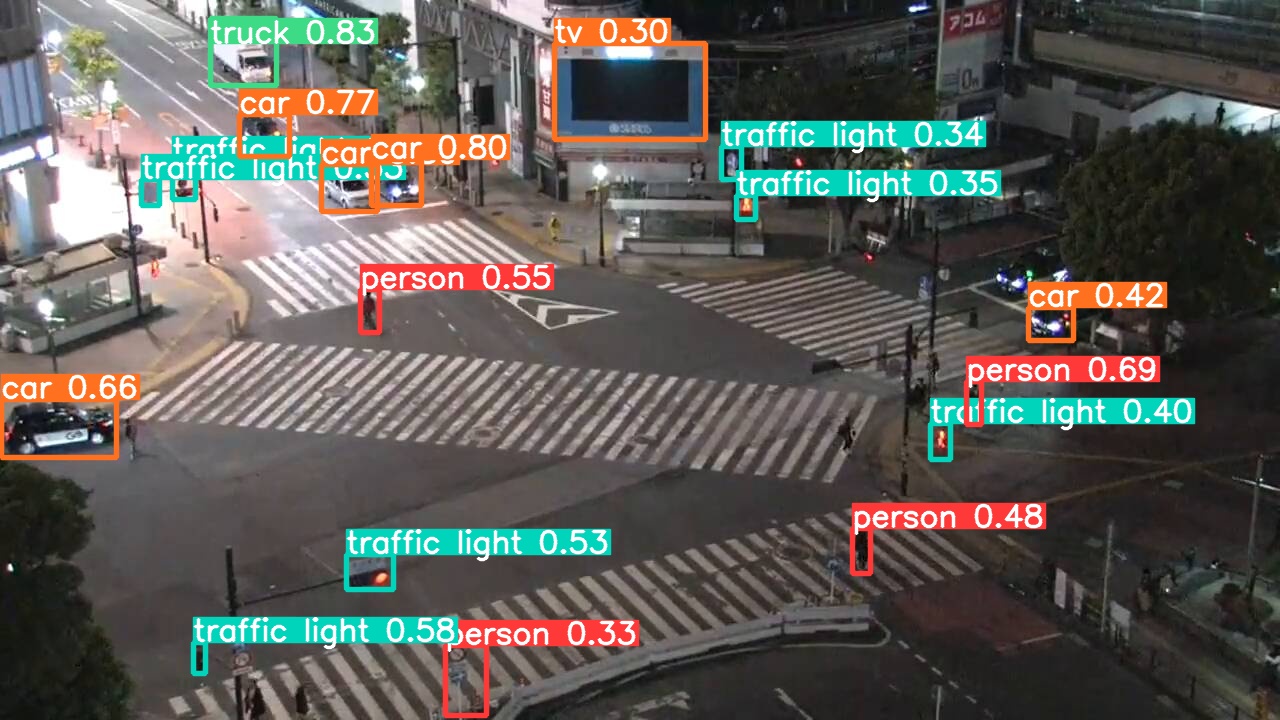 truck 0.83
tv 0.30
アコム
car 0.77
traffic light 0.34
car
car 0.80
traffic light
traffic light 0.35
person 0.55
car 0.42
person 0.69
car 0.66
traffic light 0.40
person 0.48
traffic light 0.53
traffic light 0.58
person 0.33